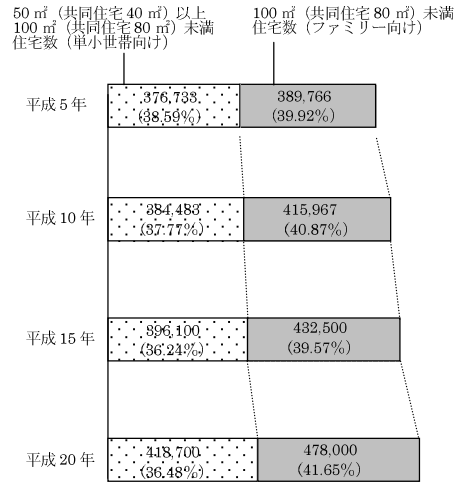 50㎡（共同住宅40㎡）以上
100㎡（共同住宅80㎡）未満
住宅数（単小世帯向け）
100㎡（共同住宅80㎡）未満
住宅数（ファミリー向け）
平成5年
376,733
(38.59%)
389,766
(39.92%)
平成10年
384,483
(37.77%)
415,967
(40.87%)
平成15年
396,100
(36.24%)
432,500
(39.57%)
平成20年
418,700
(36.48%)
478,000
(41.65%)